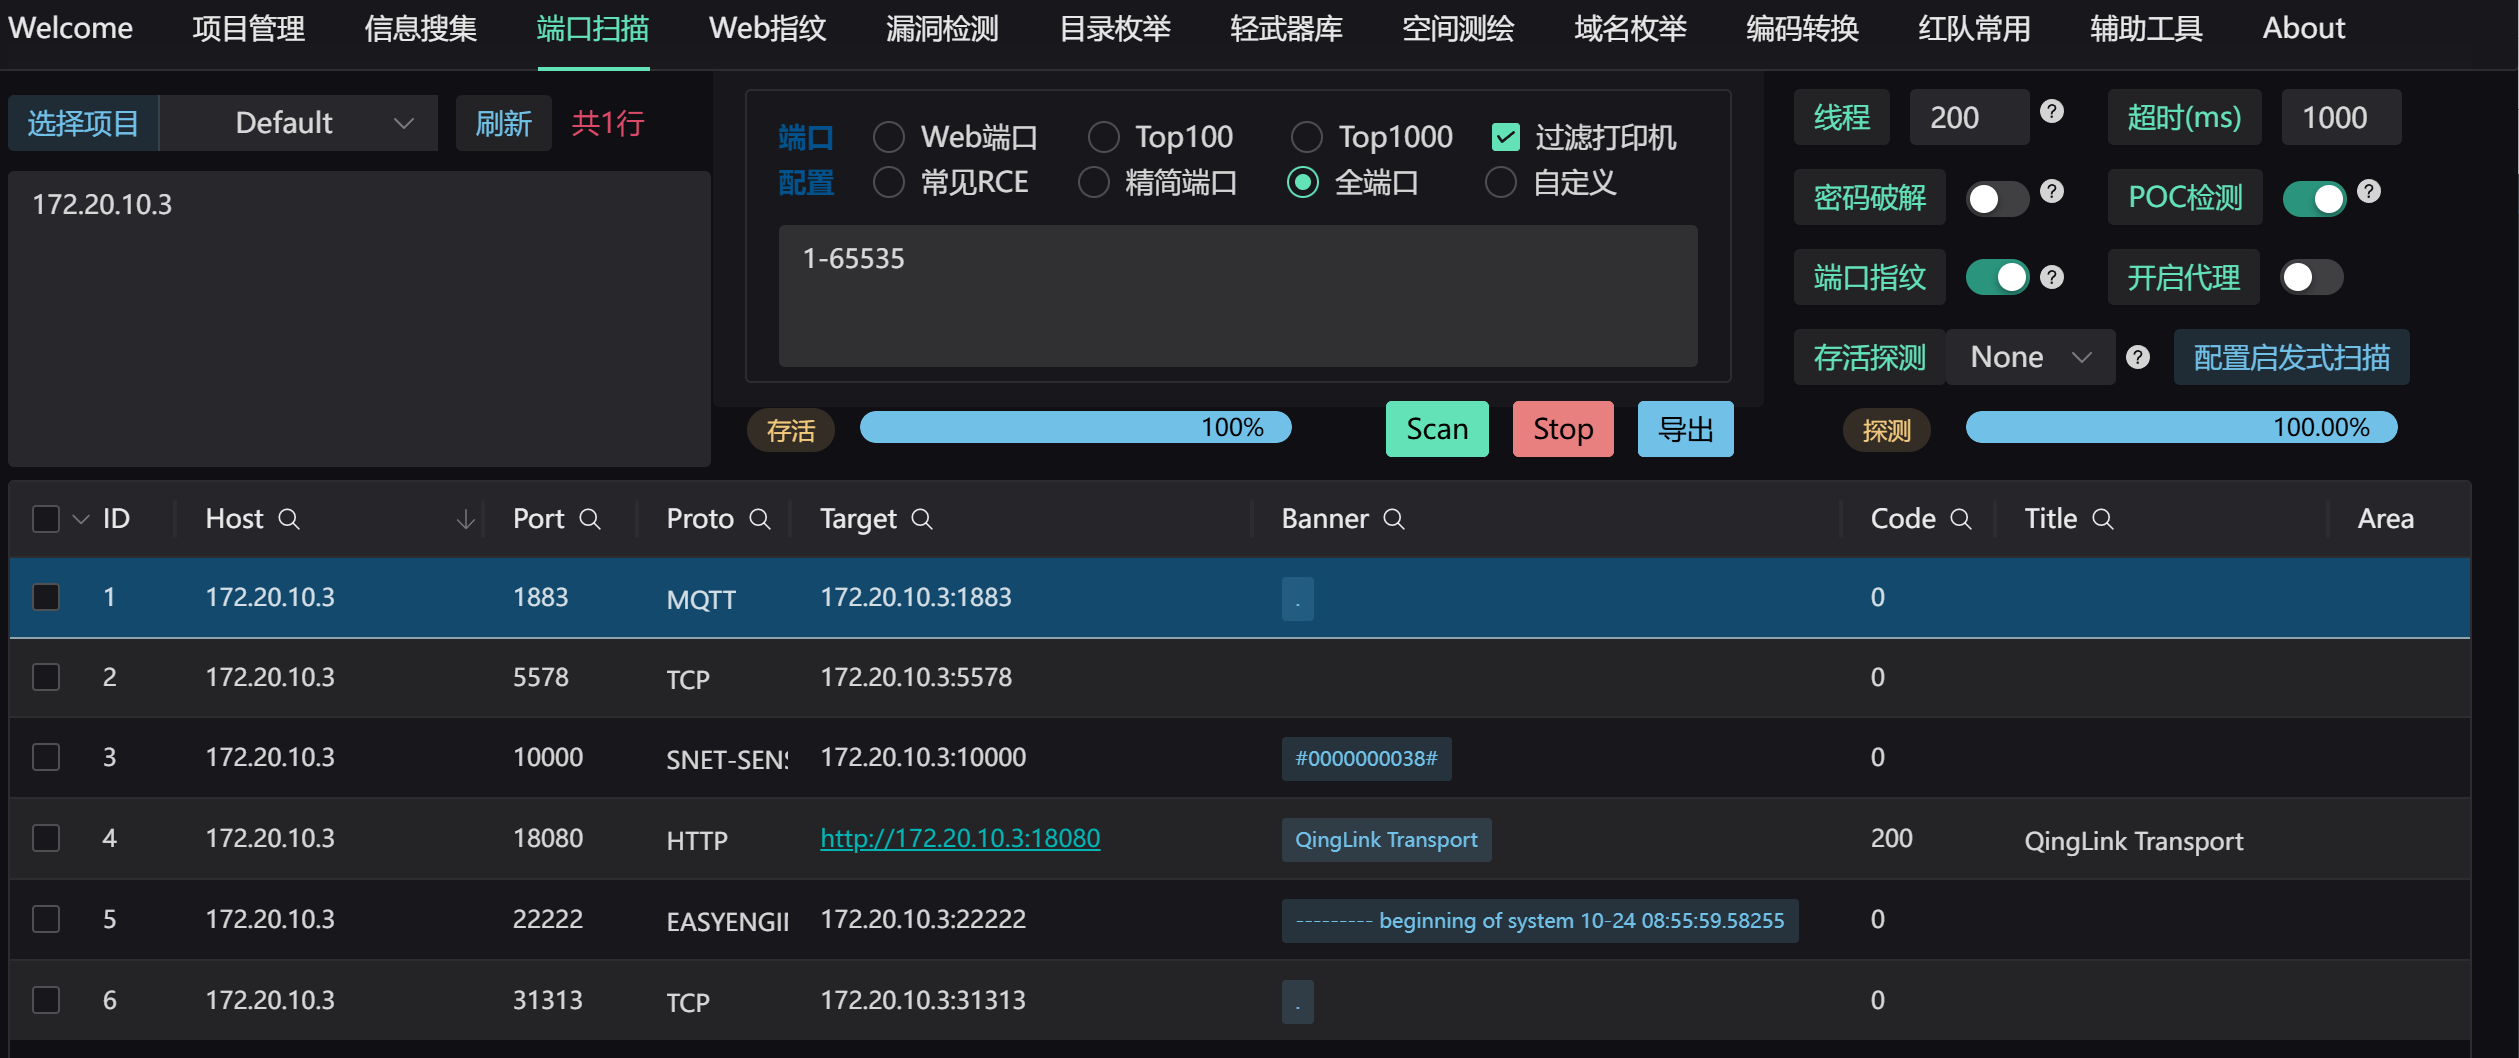 Welcome 项目管理 信息搜集 端口扫描 Web指纹 漏洞检测 目录枚举 轻武器库 空间测绘 域名枚举 编码转换 红队常用 辅助工具 About
选择项目 Default 刷新 共1行
172.20.10.3
端口 Web端口 Top100 Top1000 过滤打印机
配置 常见RCE 精简端口 全端口 自定义
1-65535
线程 200 ? 超时(ms) 1000
密码破解 ? POC检测 ?
端口指纹 ? 开启代理
存活探测 None ? 配置启发式扫描
存活 100% Scan Stop 导出 探测 100.00%
ID Host Port Proto Target Banner Code Title Area
1 172.20.10.3 1883 MQTT 172.20.10.3:1883 . 0
2 172.20.10.3 5578 TCP 172.20.10.3:5578 0
3 172.20.10.3 10000 SNET-SENS 172.20.10.3:10000 #0000000038# 0
4 172.20.10.3 18080 HTTP http://172.20.10.3:18080 QingLink Transport 200 QingLink Transport
5 172.20.10.3 22222 EASYENGI 172.20.10.3:22222 --------- beginning of system 10-24 08:55:59.58255 0
6 172.20.10.3 31313 TCP 172.20.10.3:31313 . 0